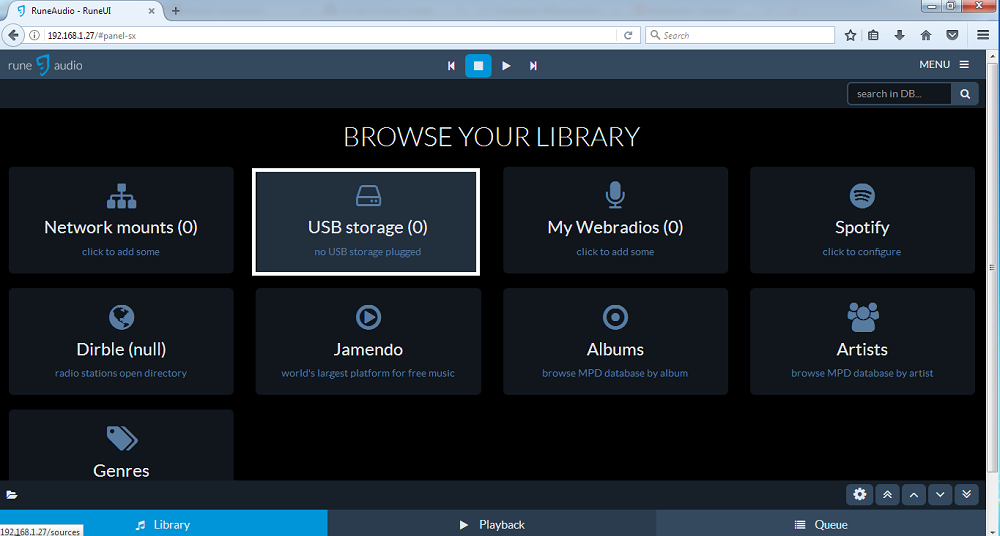 RuneAudio - RuneUI
192.168.1.27/#panel-sx
Search
rune audio
MENU
search in DB...
BROWSE YOUR LIBRARY
Network mounts (0)
click to add some
USB storage (0)
no USB storage plugged
My Webradios (0)
click to add some
Spotify
click to configure
Dirble (null)
radio stations open directory
Jamendo
world's largest platform for free music
Albums
browse MPD database by album
Artists
browse MPD database by artist
Genres
Library
Playback
Queue
192.168.1.27/sources